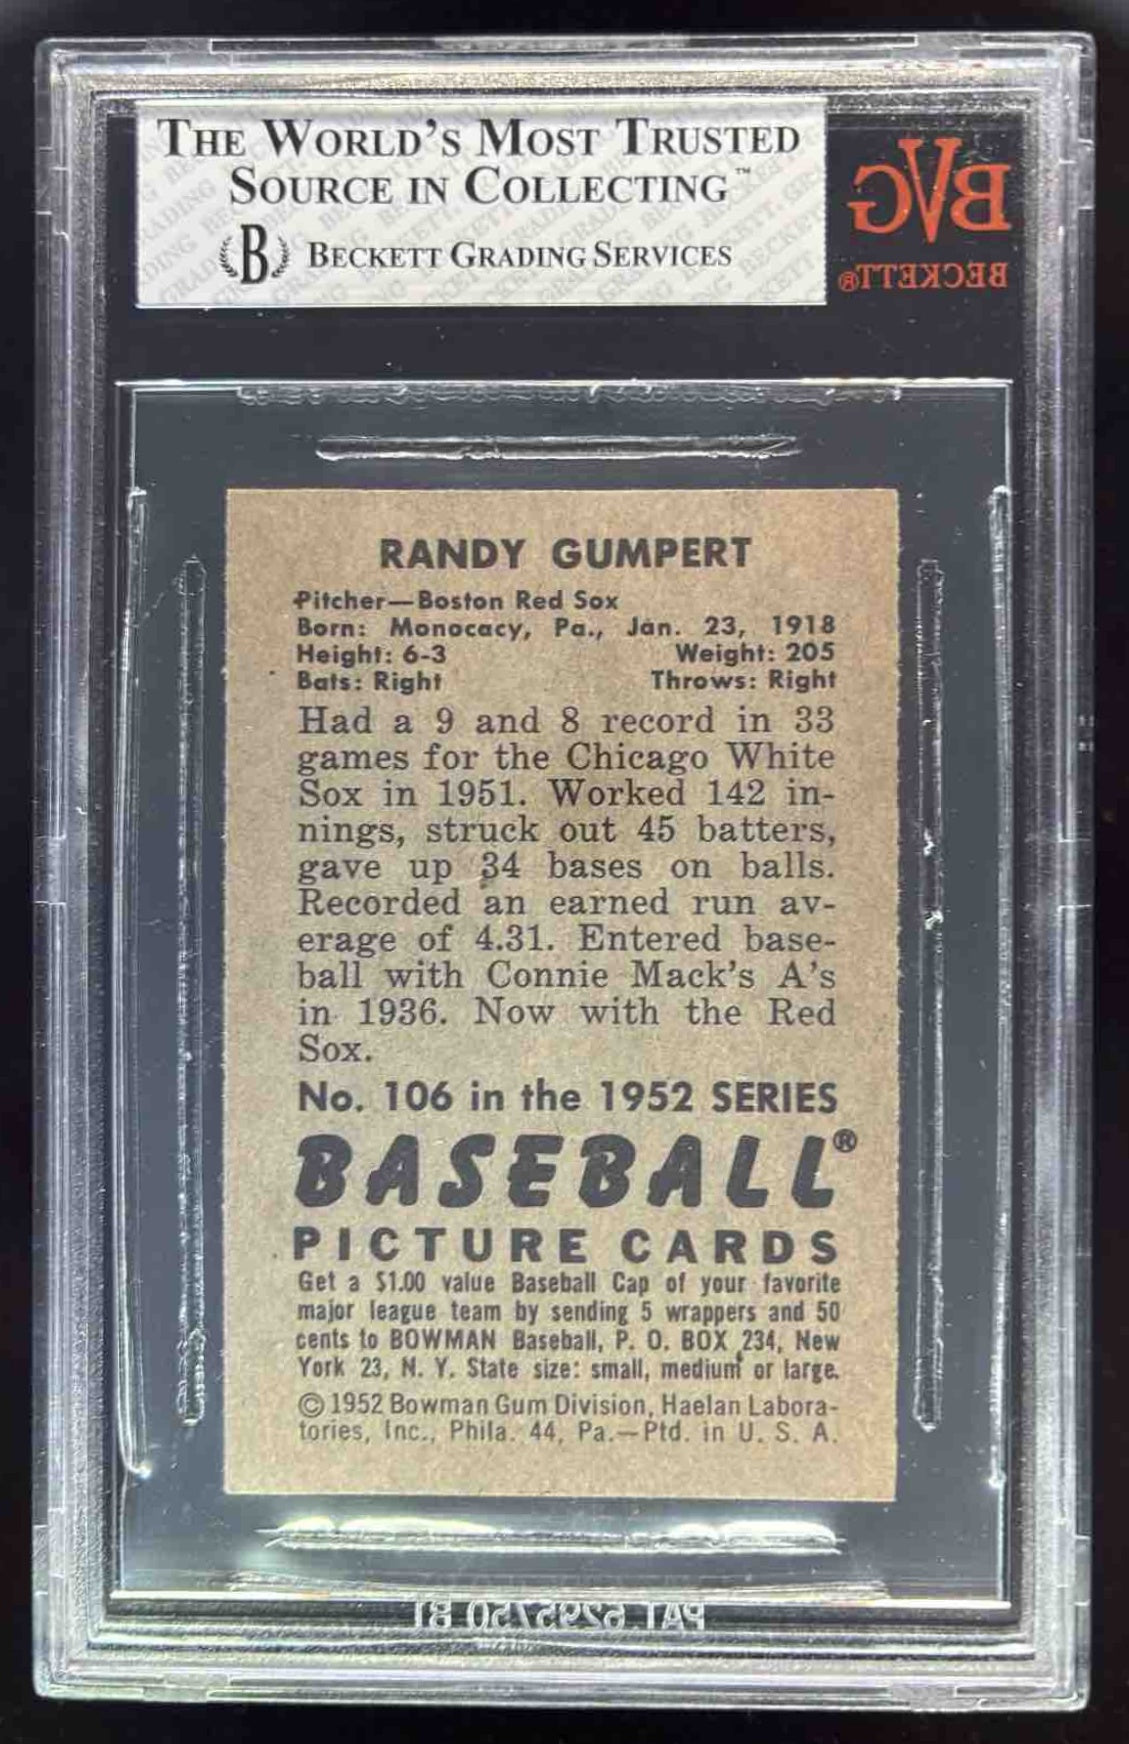 THE WORLD'S MOST TRUSTED
SOURCE IN COLLECTING™
B BECKETT GRADING SERVICES
BVG
BECKETT®
RANDY GUMPERT
Pitcher—Boston Red Sox
Born: Monocacy, Pa., Jan. 23, 1918
Height: 6-3 Weight: 205
Bats: Right Throws: Right
Had a 9 and 8 record in 33
games for the Chicago White
Sox in 1951. Worked 142 in-
nings, struck out 45 batters,
gave up 34 bases on balls.
Recorded an earned run av-
erage of 4.31. Entered base-
ball with Connie Mack's A's
in 1936. Now with the Red
Sox.
No. 106 in the 1952 SERIES
BASEBALL®
PICTURE CARDS
Get a $1.00 value Baseball Cap of your favorite
major league team by sending 5 wrappers and 50
cents to BOWMAN Baseball, P. O. BOX 234, New
York 23, N. Y. State size: small, medium or large.
© 1952 Bowman Gum Division, Haelan Labora-
tories, Inc., Phila. 44, Pa.—Ptd. in U. S. A.